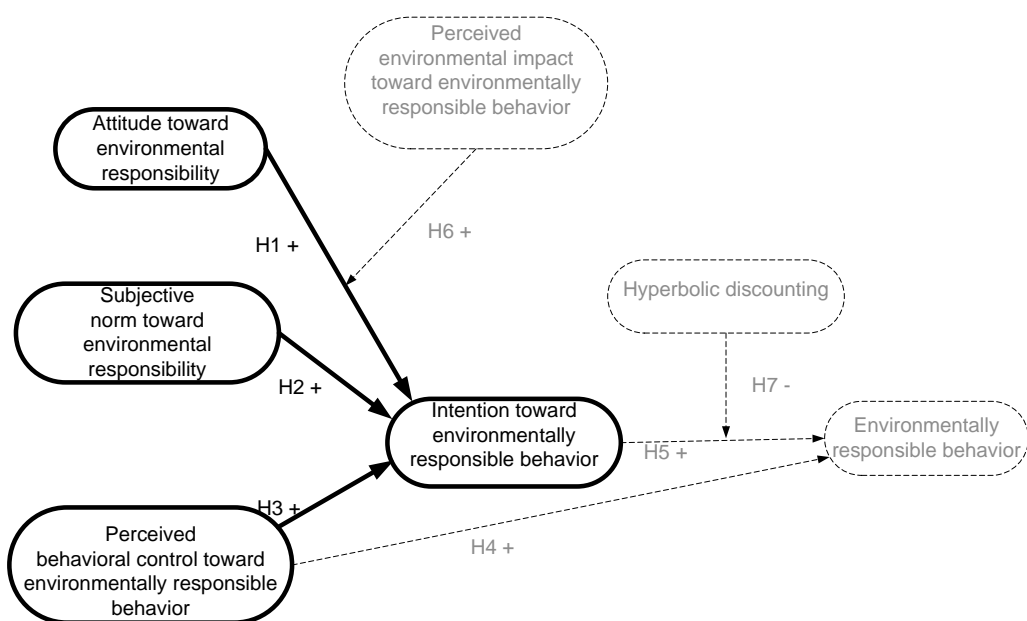 Perceived
environmental impact
toward environmentally
responsible behavior
Attitude toward
environmental
responsibility
H1 +
H6 +
Subjective
norm toward
environmental
responsibility
Hyperbolic discounting
H2 +
H7 -
Intention toward
environmentally
responsible behavior
Environmentally
responsible behavior
H5 +
H3 +
H4 +
Perceived
behavioral control toward
environmentally responsible
behavior